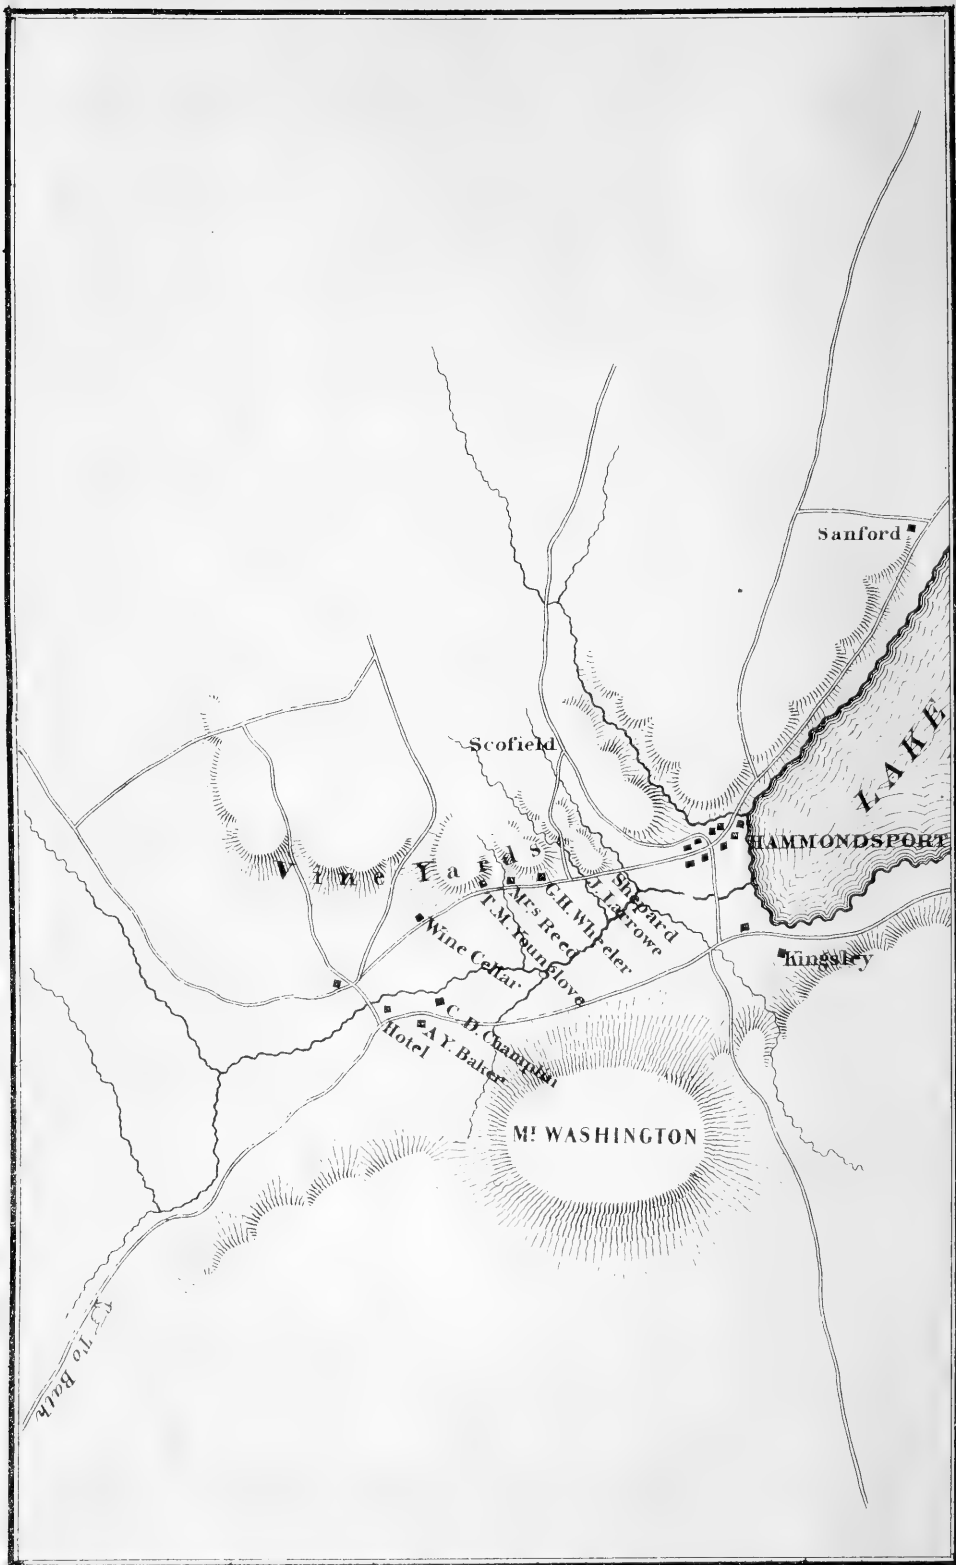 Sanford
LAKE
Scofield
HAMMONDSPORT
Vine Yards
Shepard
J. Larrowe
G.H. Wheeler
Mrs Reed
T. M. Younglove
Wine Cellar
Kingsley
C. D. Champlin
A Y. Baker
Hotel
Mt WASHINGTON
To Bath